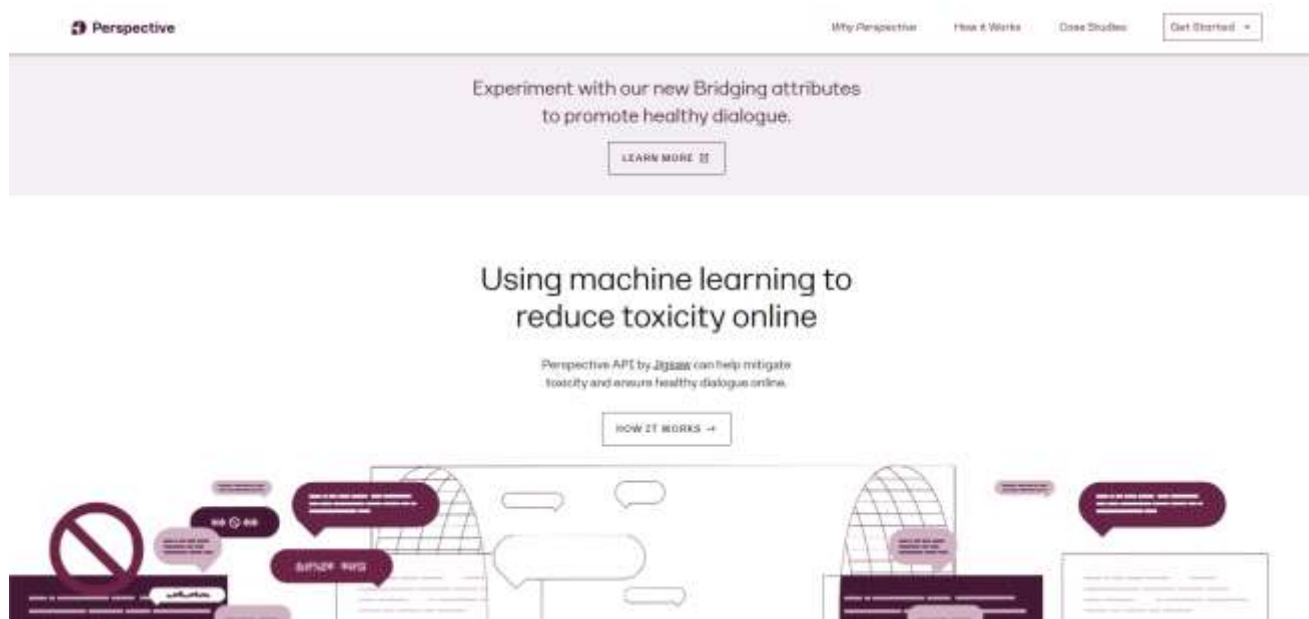 Perspective
Why Perspective
How it Works
Case Studies
Get Started
Experiment with our new Bridging attributes
to promote healthy dialogue.
LEARN MORE
Using machine learning to
reduce toxicity online
Perspective API by Jigsaw can help mitigate
toxicity and ensure healthy dialogue online.
HOW IT WORKS →